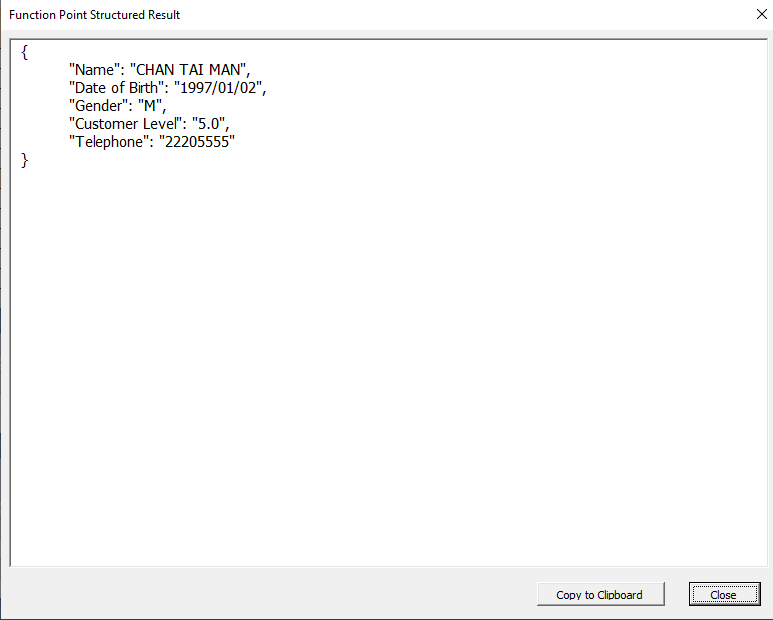 Function Point Structured Result
{
"Name": "CHAN TAI MAN",
"Date of Birth": "1997/01/02",
"Gender": "M",
"Customer Level": "5.0",
"Telephone": "22205555"
}
Copy to Clipboard
Close